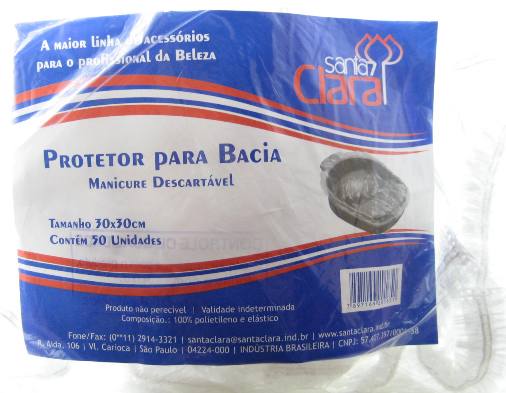 A maior linha de acessórios
para o profissional da Beleza
santa
Clara
Protetor para Bacia
Manicure Descartável
Tamanho 30x30cm
Contém 50 Unidades
Produto não perecível | Validade indeterminada
Composição.: 100% polietileno e elástico
Fone/Fax: (0**11) 2914-3321 | santaclara@santaclara.ind.br | www.santaclara.ind.br
R. Alda, 106 | Vl. Carioca | São Paulo | 04224-000 | INDÚSTRIA BRASILEIRA | CNPJ: